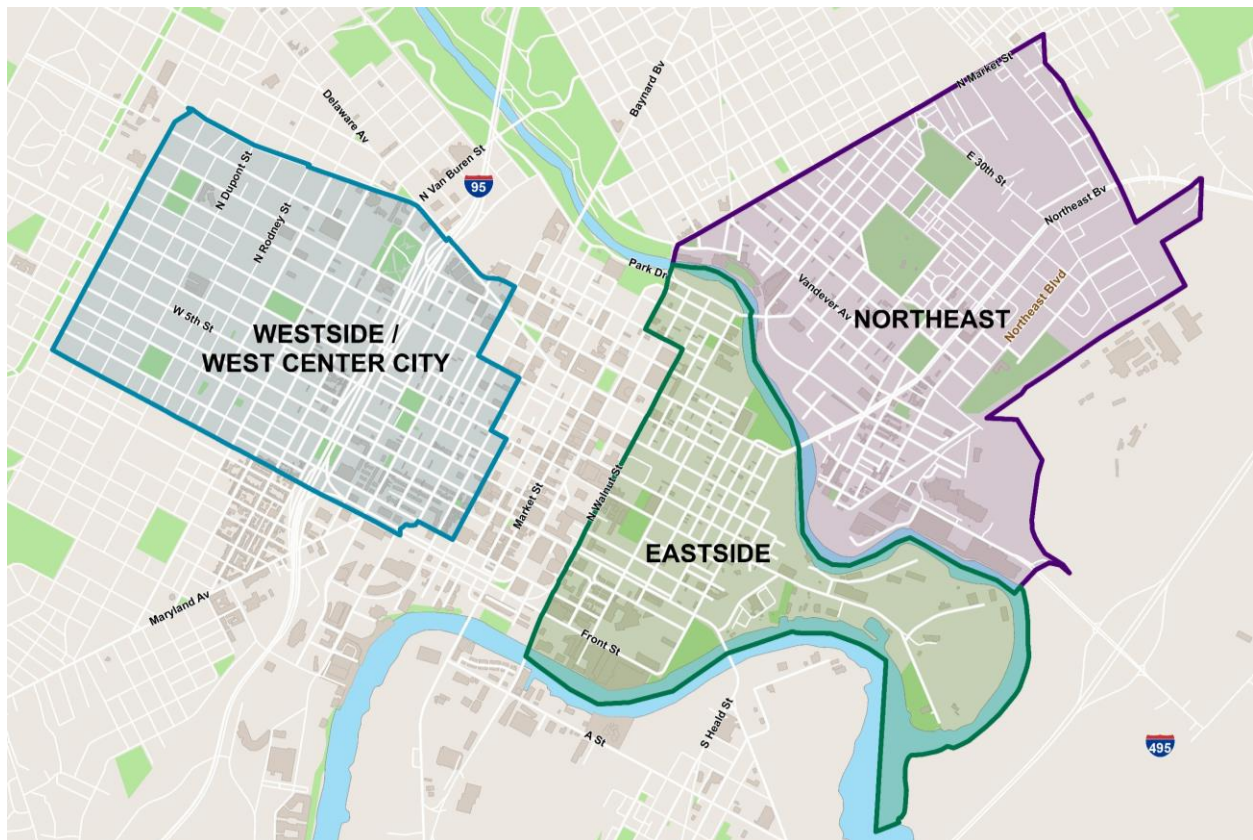 N Market St
Baynard Bv
Delaware Av
N Van Buren St
95
E 30th St
N Dupont St
N Rodney St
Northeast Bv
Park Dr
Vandever Av
Northeast Blvd
W 5th St
NORTHEAST
WESTSIDE /
WEST CENTER CITY
Market St
N Walnut St
EASTSIDE
Maryland Av
Front St
S Heald St
A St
495